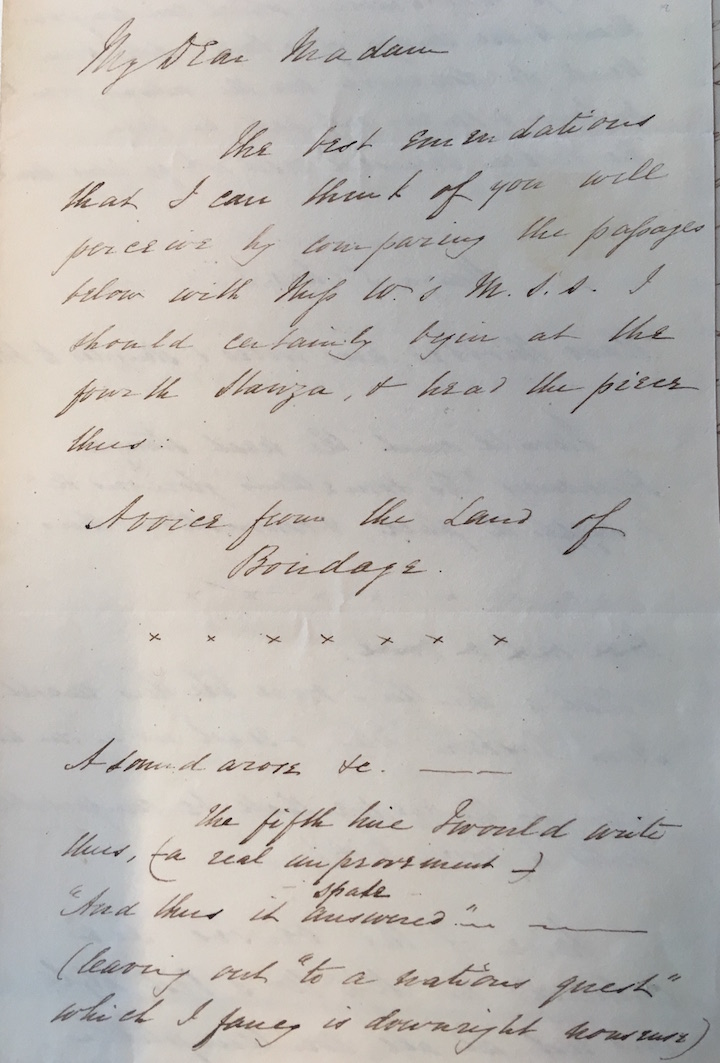 My Dear Madam
The best emendations
that I can think of you will
perceive by comparing the passages
below with Miss W.'s M.S.S. I
should certainly begin at the
fourth stanza, & head the piece
thus:
A voice from the Land of
Bondage.
× × × × × × ×
A sound arose &c. ——
The fifth line I would write
thus, (a real improvement —)
spake
"And thus it answered" — ——
(leaving out "to a nations quest"
which I fancy is downright nonsense)